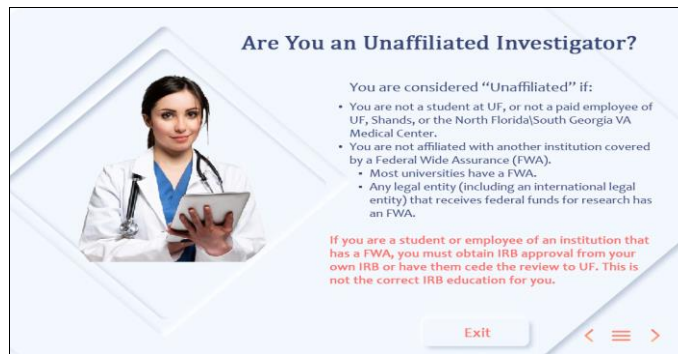 Are You an Unaffiliated Investigator?
You are considered “Unaffiliated” if:
▪ You are not a student at UF, or not a paid employee of
UF, Shands, or the North Florida\South Georgia VA
Medical Center.
▪ You are not affiliated with another institution covered
by a Federal Wide Assurance (FWA).
▪ Most universities have a FWA.
▪ Any legal entity (including an international legal
entity) that receives federal funds for research has
an FWA.
If you are a student or employee of an institution that
has a FWA, you must obtain IRB approval from your
own IRB or have them cede the review to UF. This is
not the correct IRB education for you.
Exit